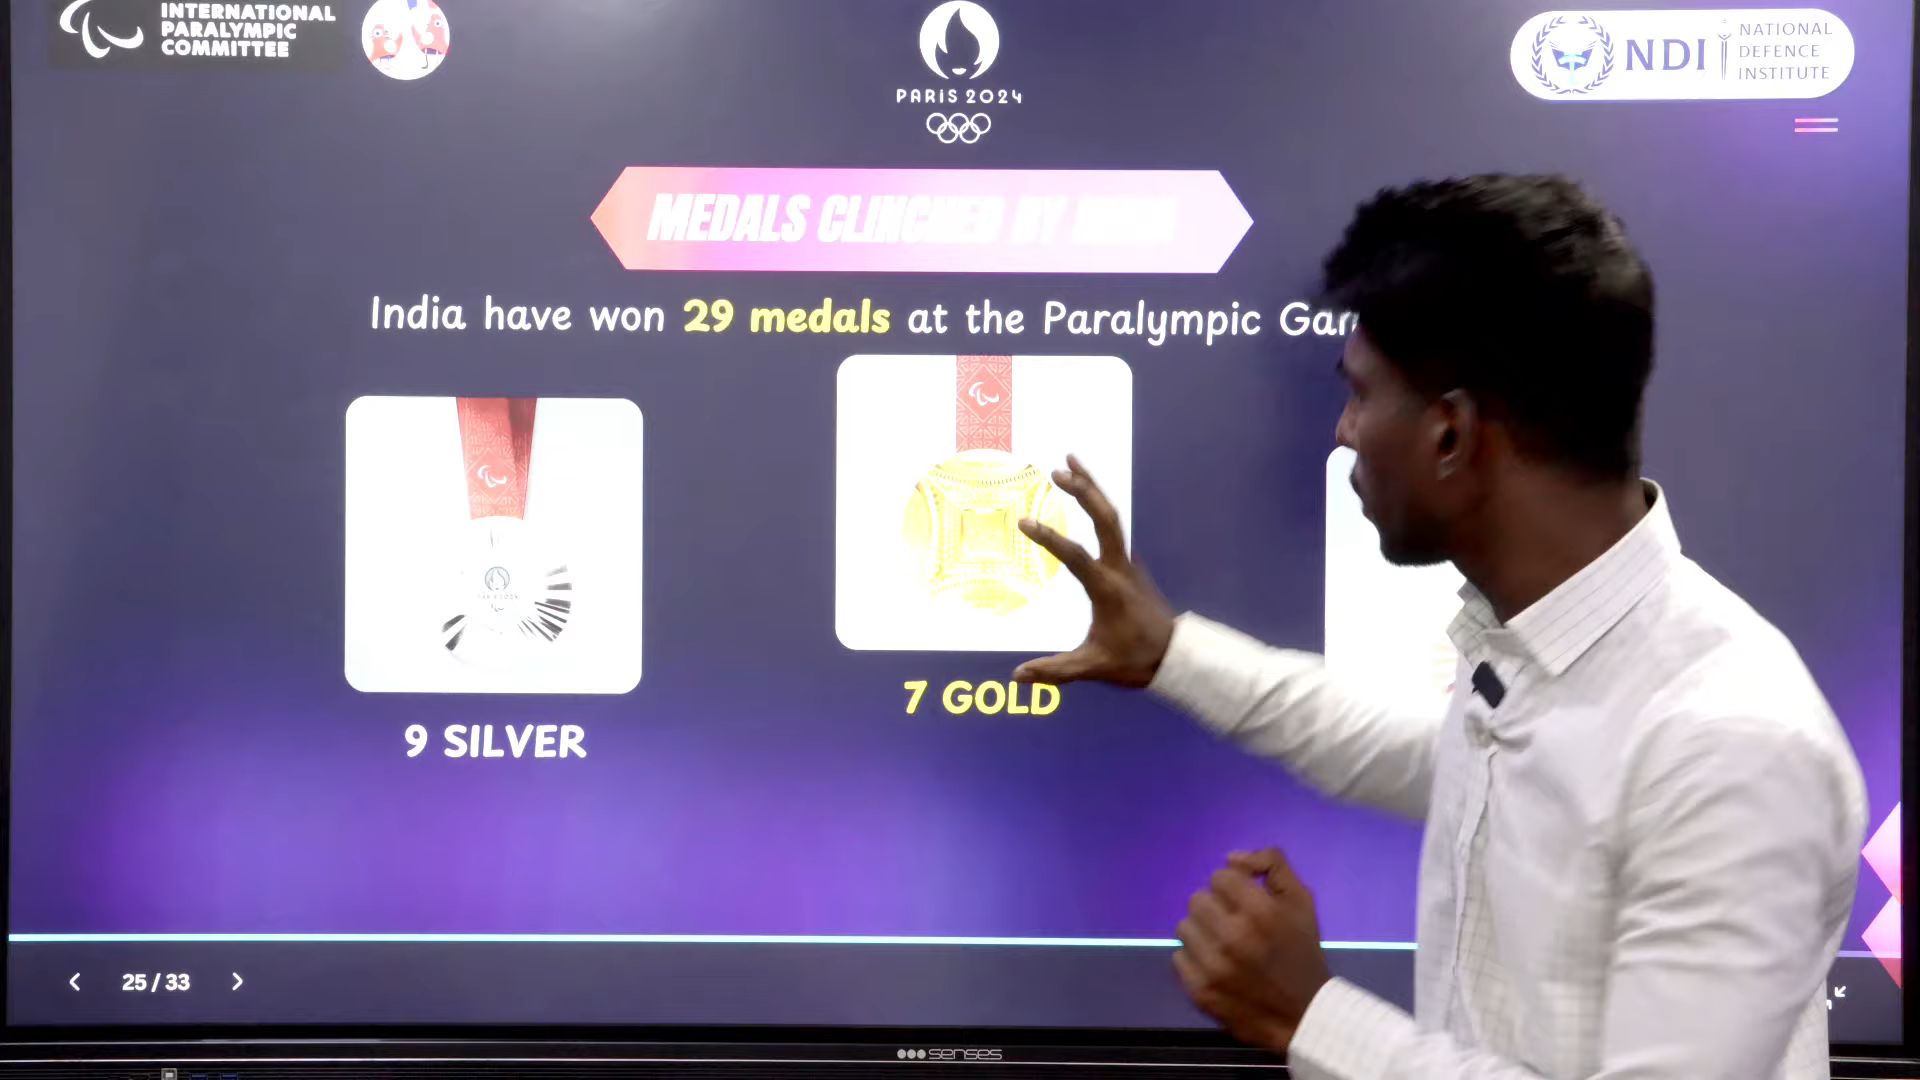 INTERNATIONAL
PARALYMPIC
COMMITTEE
PARIS 2024
NDI
NATIONAL
DEFENCE
INSTITUTE
MEDALS CLINCHED BY
India have won 29 medals at the Paralympic Gam
9 SILVER
7 GOLD
25 / 33
senses